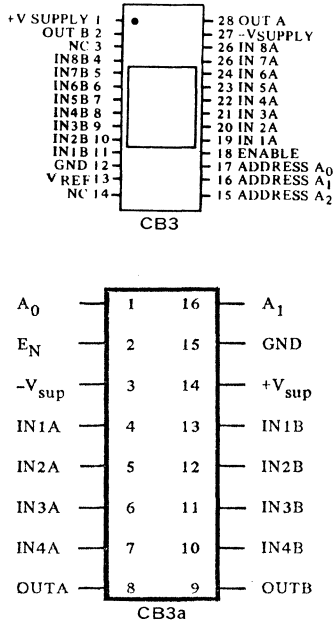 +V SUPPLY 1 28 OUT A
OUT B 2 27 -VSUPPLY
NC 3 26 IN 8A
IN8B 4 26 IN 7A
IN7B 5 24 IN 6A
IN6B 6 23 IN 5A
IN5B 7 22 IN 4A
IN4B 8 21 IN 3A
IN3B 9 20 IN 2A
IN2B 10 19 IN 1A
IN1B 11 18 ENABLE
GND 12 17 ADDRESS A0
VREF 13 16 ADDRESS A1
NC 14 15 ADDRESS A2
CB3
A0 1 16 A1
EN 2 15 GND
-Vsup 3 14 +Vsup
IN1A 4 13 IN1B
IN2A 5 12 IN2B
IN3A 6 11 IN3B
IN4A 7 10 IN4B
OUTA 8 9 OUTB
CB3a